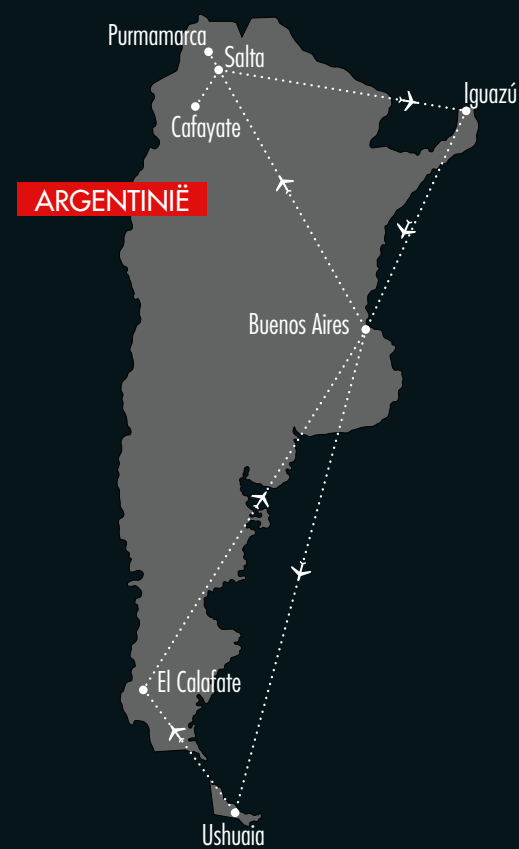 Purmamarca
Salta
Iguazú
Cafayate
ARGENTINIË
Buenos Aires
El Calafate
Ushuaia